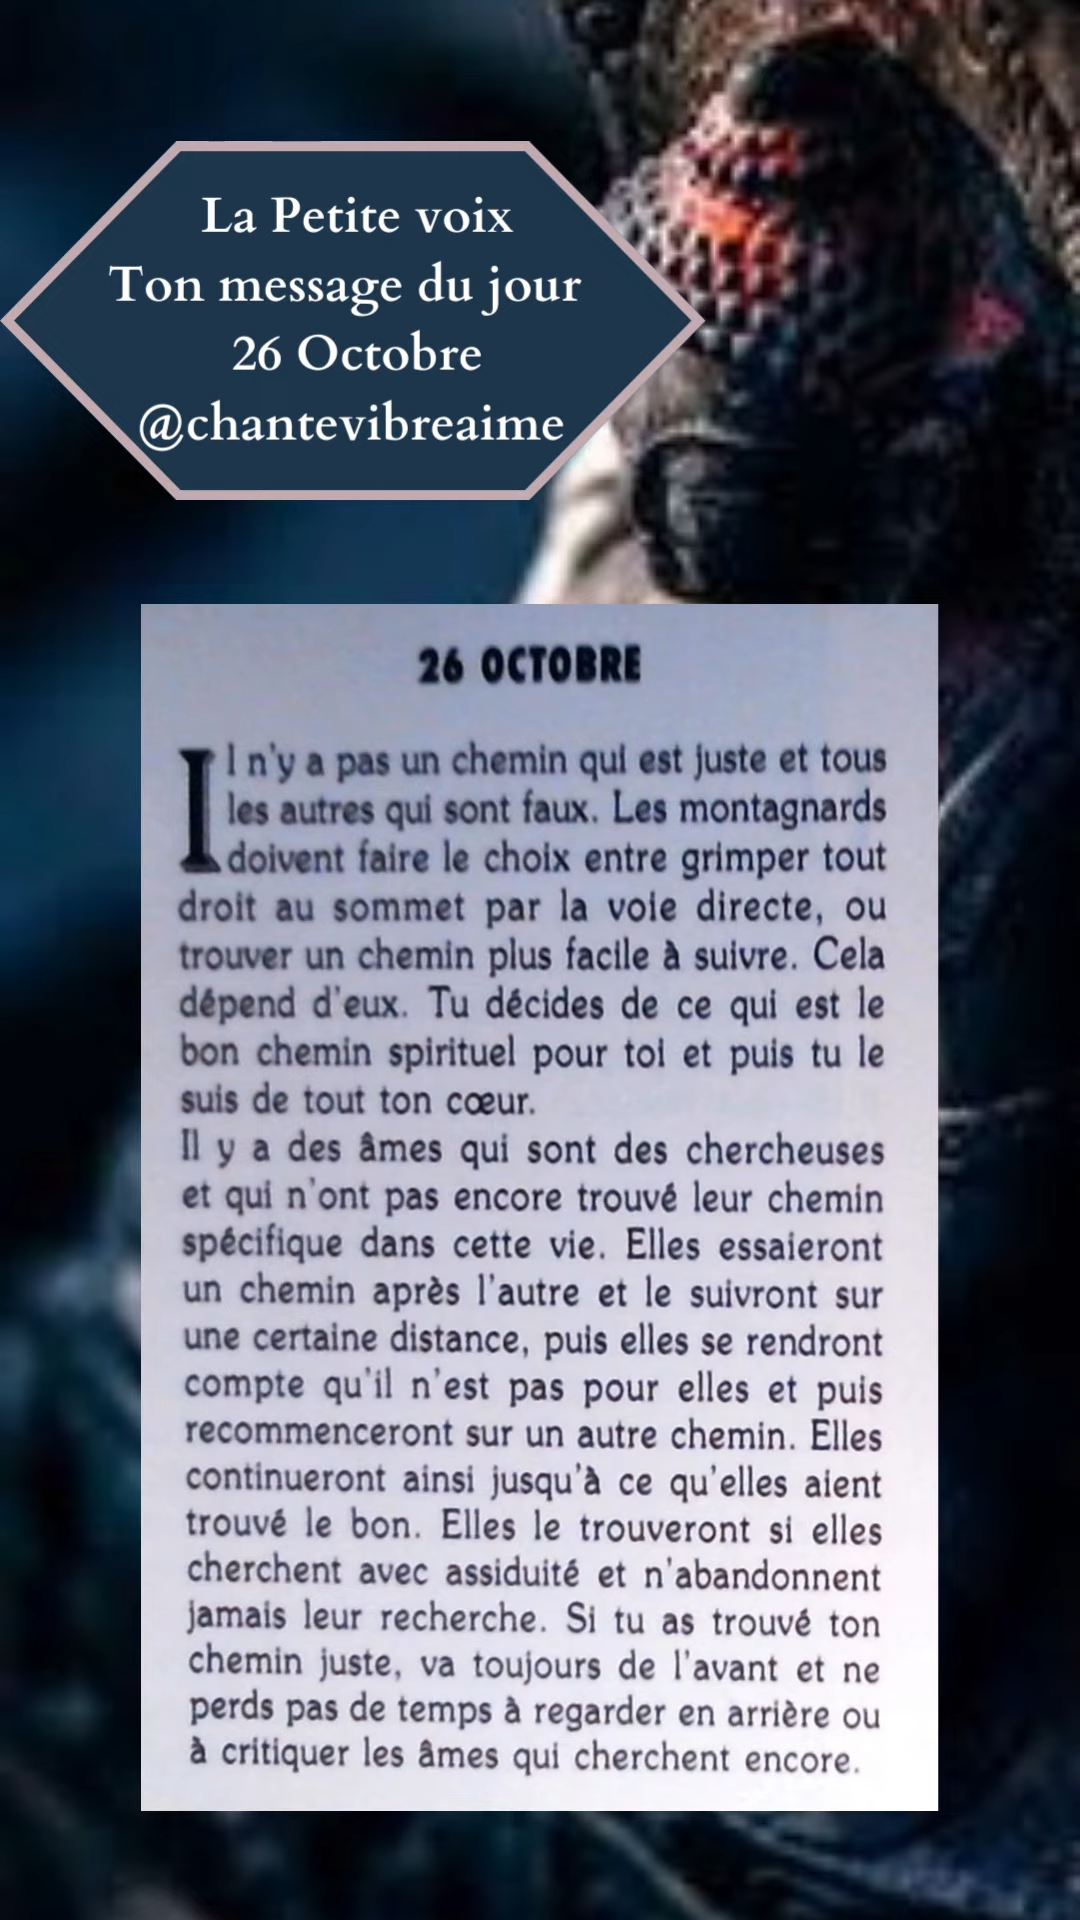 La Petite voix
Ton message du jour
26 Octobre
@chantevibreaime
26 OCTOBRE
Il n'y a pas un chemin qui est juste et tous
les autres qui sont faux. Les montagnards
doivent faire le choix entre grimper tout
droit au sommet par la voie directe, ou
trouver un chemin plus facile à suivre. Cela
dépend d'eux. Tu décides de ce qui est le
bon chemin spirituel pour toi et puis tu le
suis de tout ton cœur.
Il y a des âmes qui sont des chercheuses
et qui n'ont pas encore trouvé leur chemin
spécifique dans cette vie. Elles essaieront
un chemin après l'autre et le suivront sur
une certaine distance, puis elles se rendront
compte qu'il n'est pas pour elles et puis
recommenceront sur un autre chemin. Elles
continueront ainsi jusqu'à ce qu'elles aient
trouvé le bon. Elles le trouveront si elles
cherchent avec assiduité et n'abandonnent
jamais leur recherche. Si tu as trouvé ton
chemin juste, va toujours de l'avant et ne
perds pas de temps à regarder en arrière ou
à critiquer les âmes qui cherchent encore.